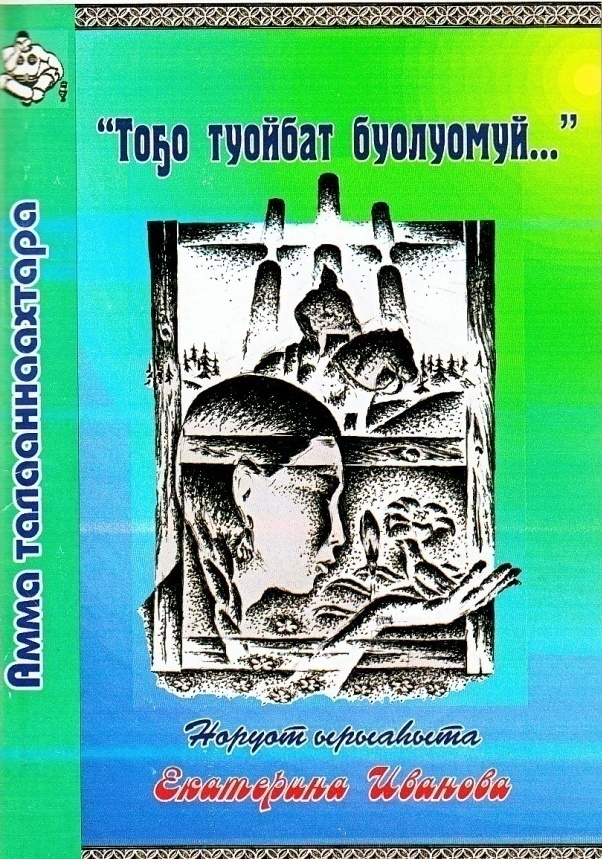 Амма талааннаахтара
“Тоҕо туойбат буолуомуй...”
Норуот ырыаһыта
Екатерина Иванова